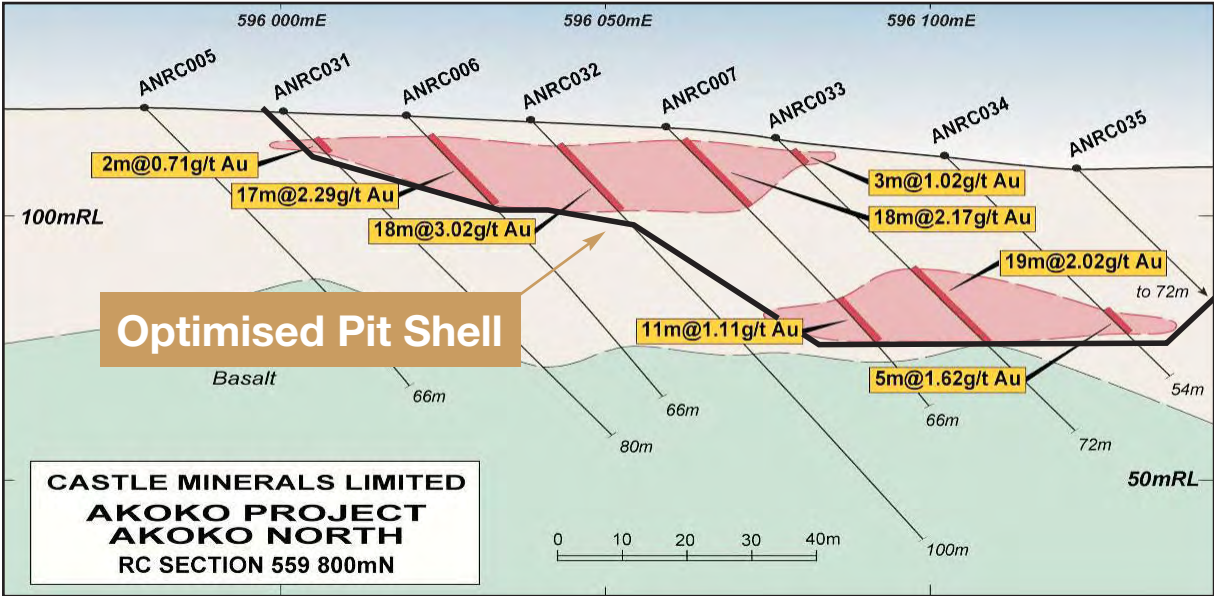 596 000mE
596 050mE
596 100mE
ANRC005
ANRC031
ANRC006
ANRC032
ANRC007
ANRC033
ANRC034
ANRC035
2m@0.71g/t Au
17m@2.29g/t Au
18m@3.02g/t Au
3m@1.02g/t Au
18m@2.17g/t Au
100mRL
19m@2.02g/t Au
to 72m
Optimised Pit Shell
11m@1.11g/t Au
5m@1.62g/t Au
Basalt
66m
66m
80m
66m
72m
54m
100m
50mRL
CASTLE MINERALS LIMITED
AKOKO PROJECT
AKOKO NORTH
RC SECTION 559 800mN
0 10 20 30 40m